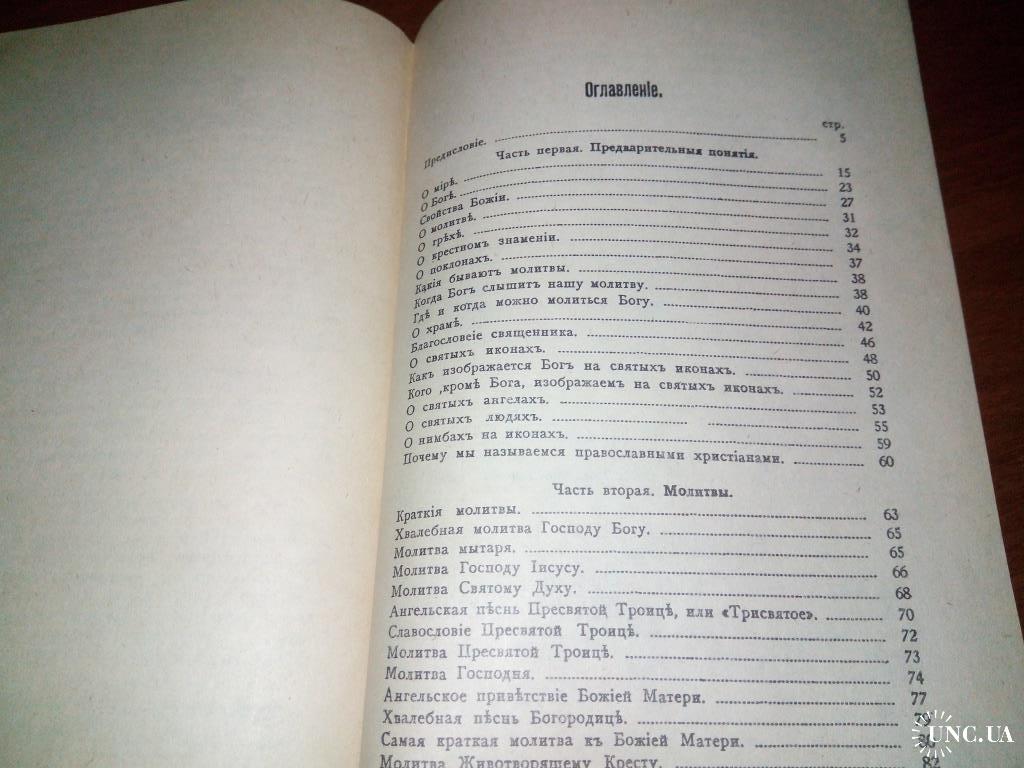 Оглавленіе.
стр.
Предисловіе. 5
Часть первая. Предварительныя понятія.
О мірѣ. 15
О Богѣ. 23
Свойства Божіи. 27
О молитвѣ. 31
О грѣхѣ. 32
О крестномъ знаменіи. 34
О поклонахъ. 37
Какія бываютъ молитвы. 38
Когда Богъ слышитъ нашу молитву. 38
Гдѣ и когда можно молиться Богу. 40
О храмѣ. 42
Благословеіе священника. 46
О святыхъ иконахъ. 48
Какъ изображается Богъ на святыхъ иконахъ. 50
Кого ,кромѣ Бога, изображаемъ на святыхъ иконахъ. 52
О святыхъ ангелахъ. 53
О святыхъ людяхъ. 55
О нимбахъ на иконахъ. 59
Почему мы называемся православными христіанами. 60
Часть вторая. Молитвы.
Краткія молитвы. 63
Хвалебная молитва Господу Богу. 65
Молитва мытаря. 65
Молитва Господу Іисусу. 66
Молитва Святому Духу. 68
Ангельская пѣснь Пресвятой Троицѣ, или «Трисвятое». 70
Славословіе Пресвятой Троицѣ. 72
Молитва Пресвятой Троицѣ. 73
Молитва Господня. 74
Ангельское привѣтствіе Божіей Матери. 77
Хвалебная пѣснь Богородицѣ.
Самая краткая молитва къ Божіей Матери. 80
Молитва Животворящему Кресту. 82
UNC.UA